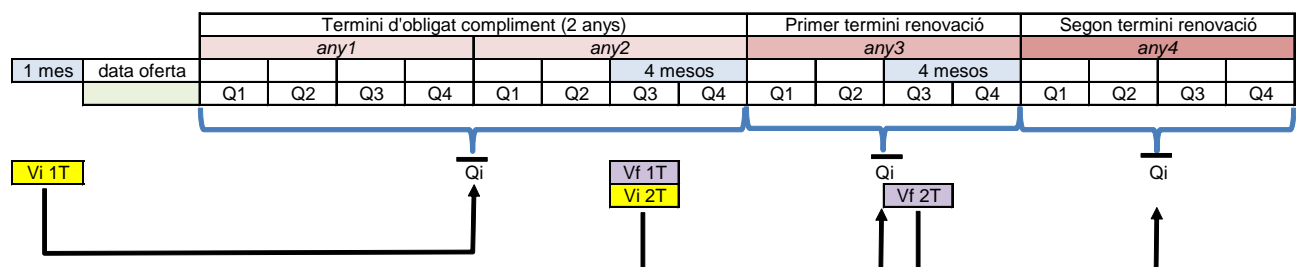 Termini d'obligat compliment (2 anys) Primer termini renovació Segon termini renovació
any1 any2 any3 any4
1 mes data oferta 4 mesos 4 mesos
Q1 Q2 Q3 Q4 Q1 Q2 Q3 Q4 Q1 Q2 Q3 Q4 Q1 Q2 Q3 Q4
Vi 1T Qi Vf 1T Qi Qi
Vi 2T Vf 2T